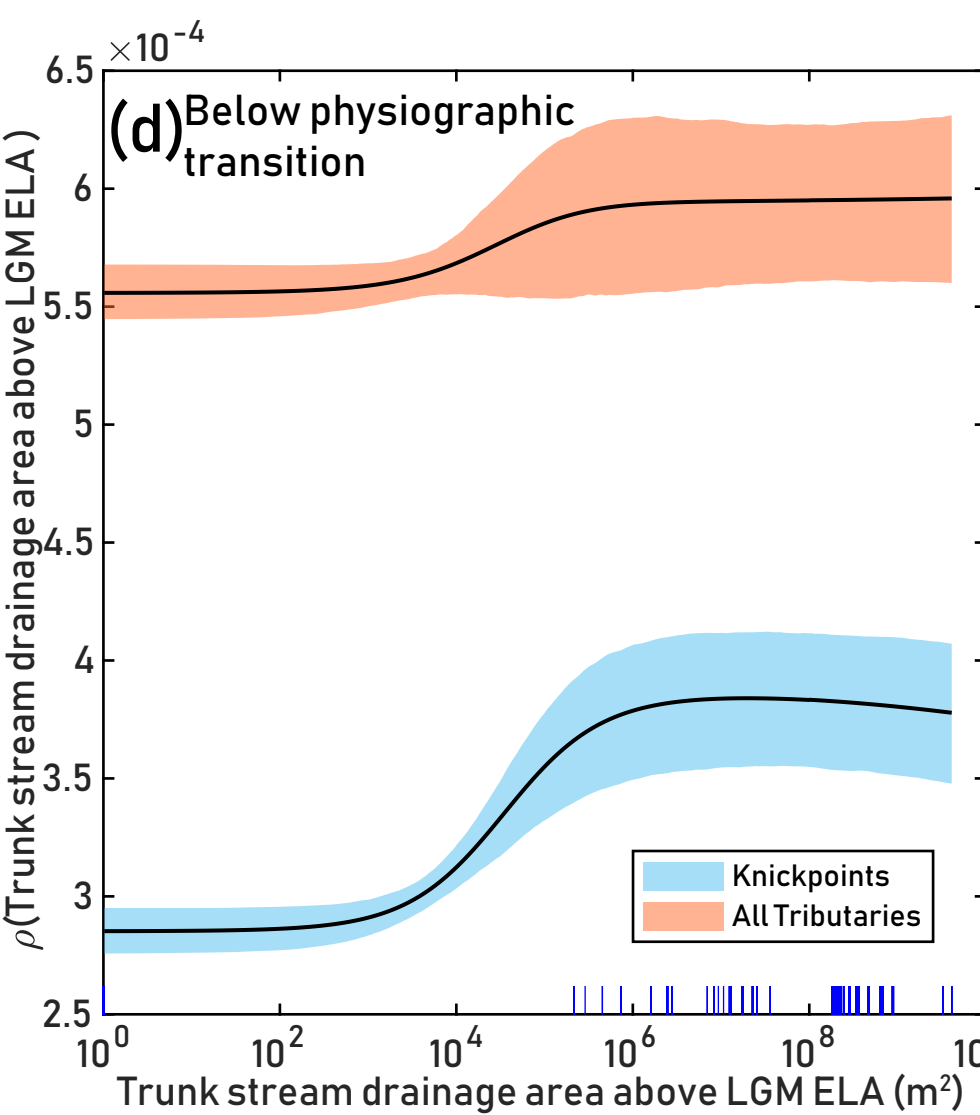 ×10⁻⁴
(d) Below physiographic
transition
6.5
6
5.5
5
4.5
4
3.5
3
2.5
ρ(Trunk stream drainage area above LGM ELA)
Knickpoints
All Tributaries
10⁰ 10² 10⁴ 10⁶ 10⁸ 10
Trunk stream drainage area above LGM ELA (m²)